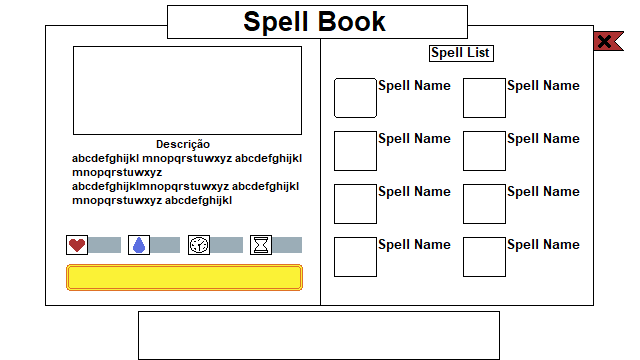 Spell Book
Descrição
abcdefghijkl mnopqrstuwxyz abcdefghijkl
mnopqrstuwxyz
abcdefghijklmnopqrstuwxyz abcdefghijkl
mnopqrstuwxyz abcdefghijkl
Spell List
Spell Name Spell Name
Spell Name Spell Name
Spell Name Spell Name
Spell Name Spell Name